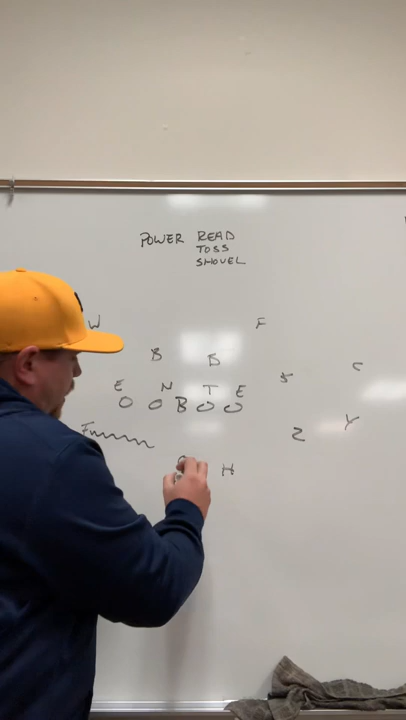 POWER READ
TOSS
SHOVEL
W F
B B
S C
E N T E
O O B O O
F Z Y
H